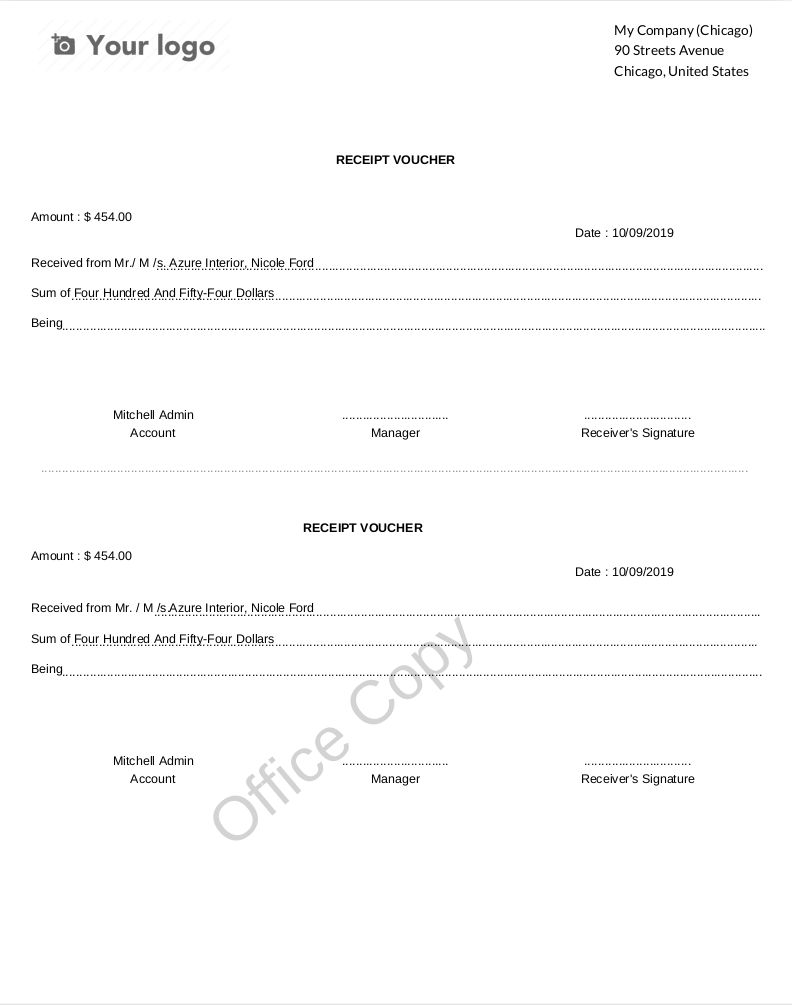 Your logo
My Company (Chicago)
90 Streets Avenue
Chicago, United States
RECEIPT VOUCHER
Amount : $ 454.00
Date : 10/09/2019
Received from Mr./ M /s. Azure Interior, Nicole Ford
Sum of Four Hundred And Fifty-Four Dollars
Being
Mitchell Admin
Account
Manager
Receiver's Signature
RECEIPT VOUCHER
Amount : $ 454.00
Date : 10/09/2019
Received from Mr. / M /s.Azure Interior, Nicole Ford
Sum of Four Hundred And Fifty-Four Dollars
Being
Mitchell Admin
Account
Manager
Receiver's Signature
Office Copy